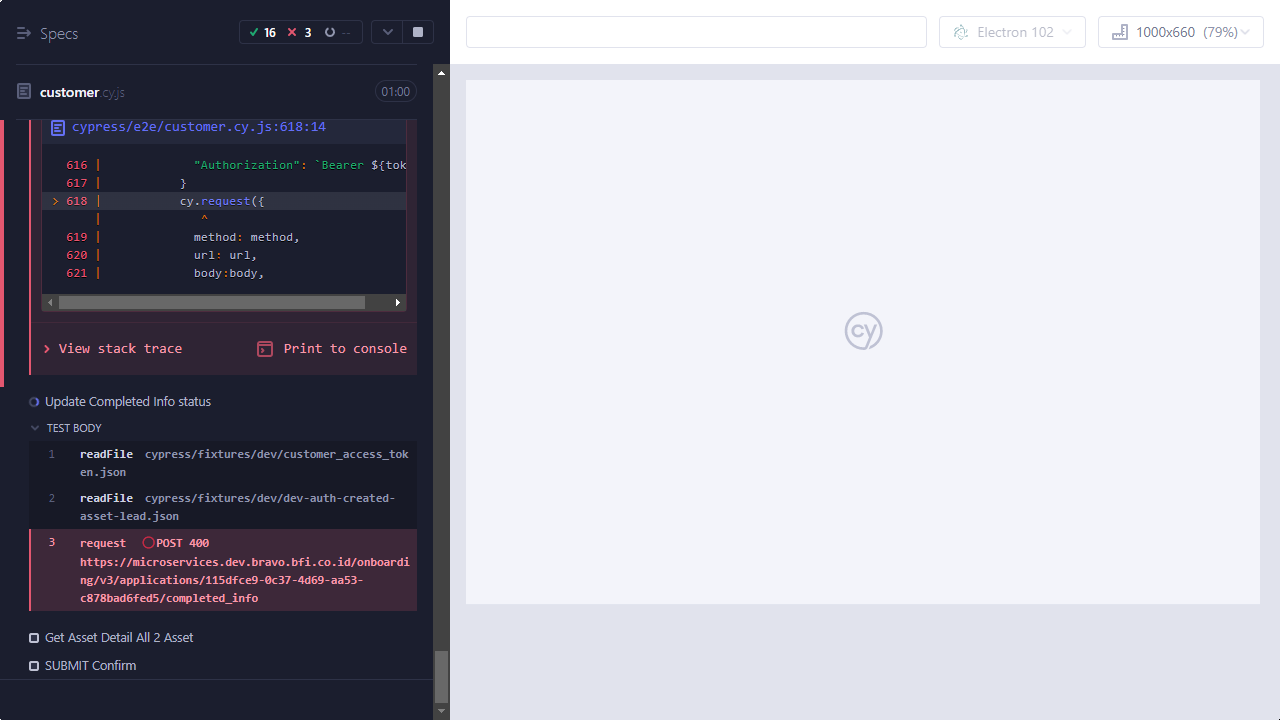 Specs
16 3 --
Electron 102
1000x660 (79%)
customer.cy.js
01:00
cypress/e2e/customer.cy.js:618:14
616 | "Authorization": `Bearer ${tok
617 | }
> 618 | cy.request({
| ^
619 | method: method,
620 | url: url,
621 | body:body,
View stack trace
Print to console
Update Completed Info status
TEST BODY
1 readFile cypress/fixtures/dev/customer_access_tok
en.json
2 readFile cypress/fixtures/dev/dev-auth-created-
asset-lead.json
3 request POST 400
https://microservices.dev.bravo.bfi.co.id/onboardi
ng/v3/applications/115dfce9-0c37-4d69-aa53-
c878bad6fed5/completed_info
Get Asset Detail All 2 Asset
SUBMIT Confirm
cy